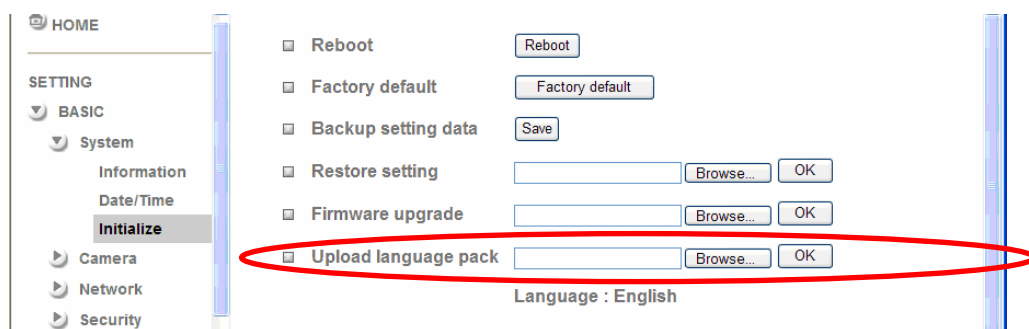 HOME
SETTING
BASIC
System
Information
Date/Time
Initialize
Camera
Network
Security
Reboot Reboot
Factory default Factory default
Backup setting data Save
Restore setting Browse... OK
Firmware upgrade Browse... OK
Upload language pack Browse... OK
Language : English